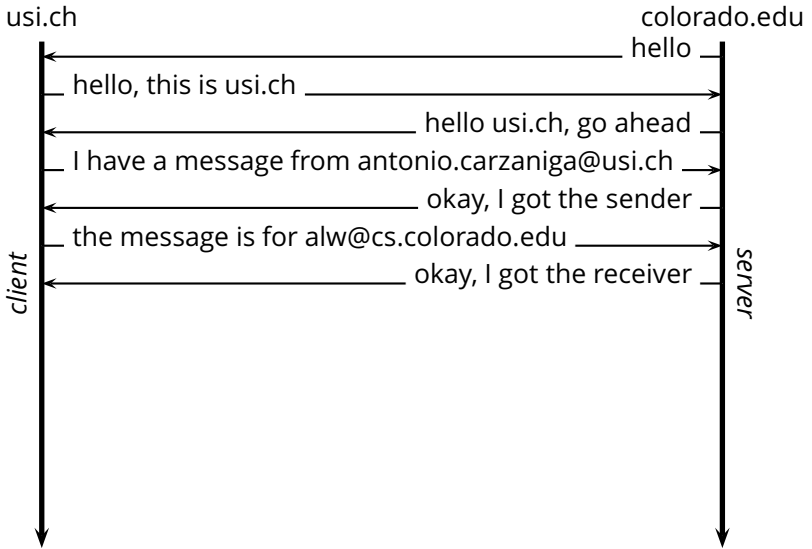 usi.ch
colorado.edu
hello
hello, this is usi.ch
hello usi.ch, go ahead
I have a message from antonio.carzaniga@usi.ch
okay, I got the sender
the message is for alw@cs.colorado.edu
okay, I got the receiver
client
server